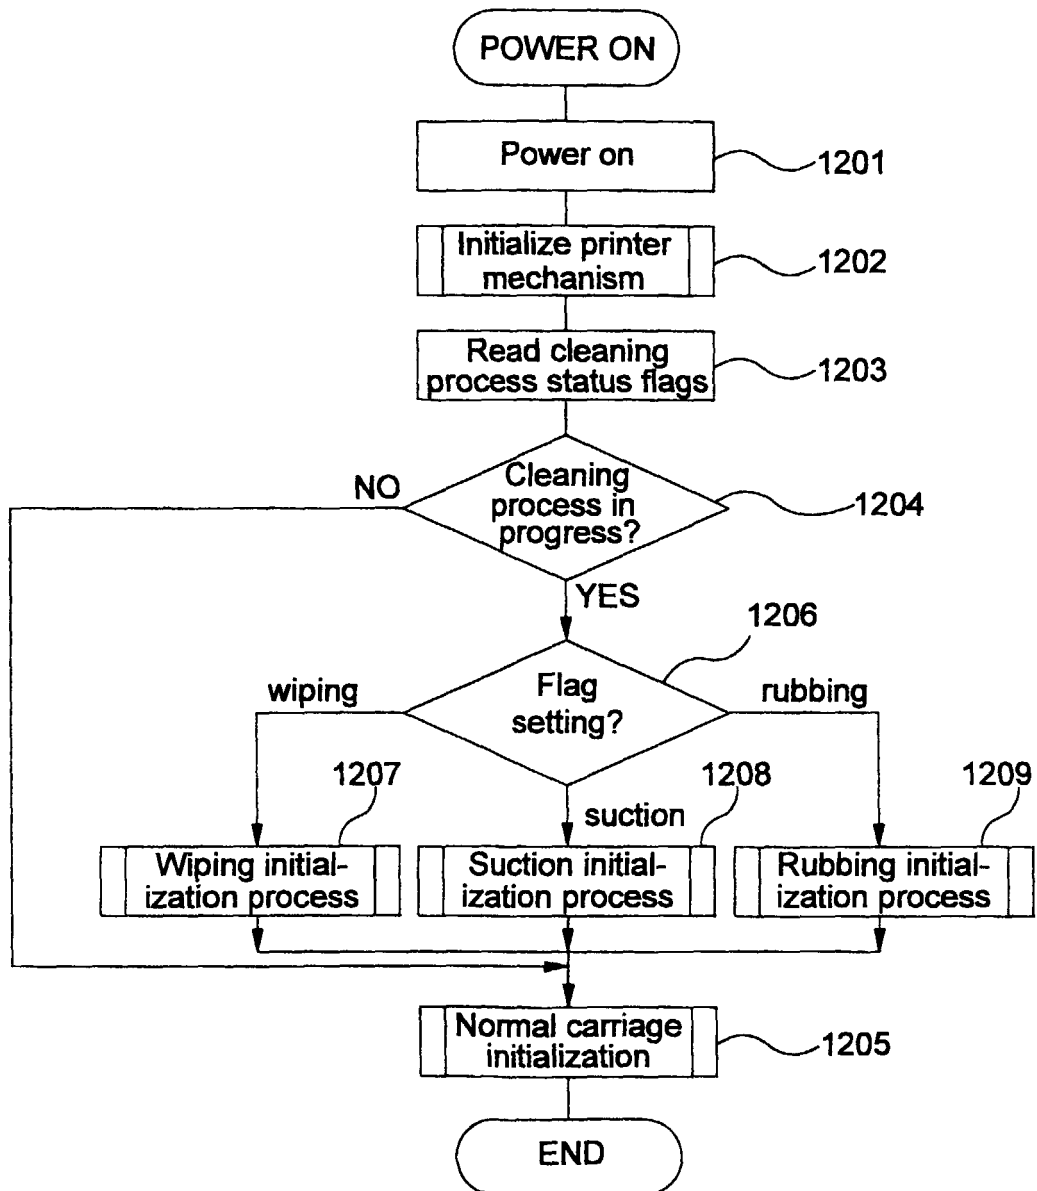 POWER ON
Power on
1201
Initialize printer
mechanism
1202
Read cleaning
process status flags
1203
NO
Cleaning
process in
progress?
1204
YES
1206
wiping
Flag
setting?
rubbing
1207
suction
1208
1209
Wiping initial-
ization process
Suction initial-
ization process
Rubbing initial-
ization process
Normal carriage
initialization
1205
END